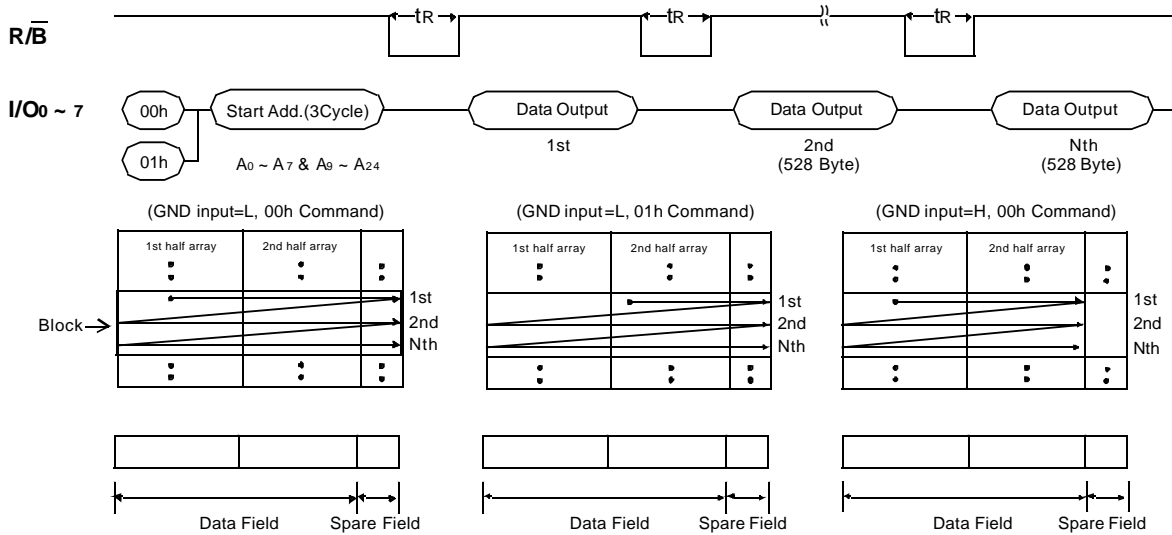 tR tR tR
R/B
I/O0 ~ 7 00h Start Add.(3Cycle) Data Output Data Output Data Output
01h
A0 ~ A7 & A9 ~ A24 1st 2nd Nth
(528 Byte) (528 Byte)
(GND input=L, 00h Command) (GND input=L, 01h Command) (GND input=H, 00h Command)
1st half array 2nd half array 1st half array 2nd half array 1st half array 2nd half array
1st 1st 1st
Block 2nd 2nd 2nd
Nth Nth Nth
Data Field Spare Field Data Field Spare Field Data Field Spare Field